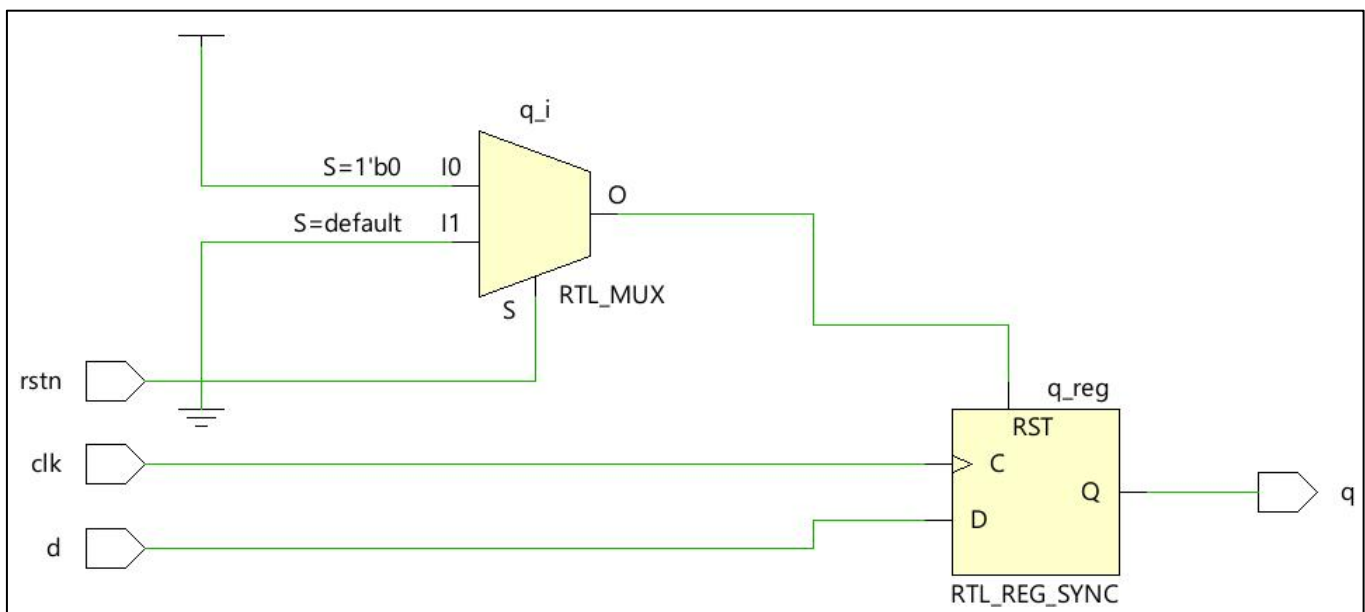 q_i
S=1'b0 I0
O
S=default I1
S
RTL_MUX
rstn
q_reg
RST
clk
C
Q
q
D
d
RTL_REG_SYNC